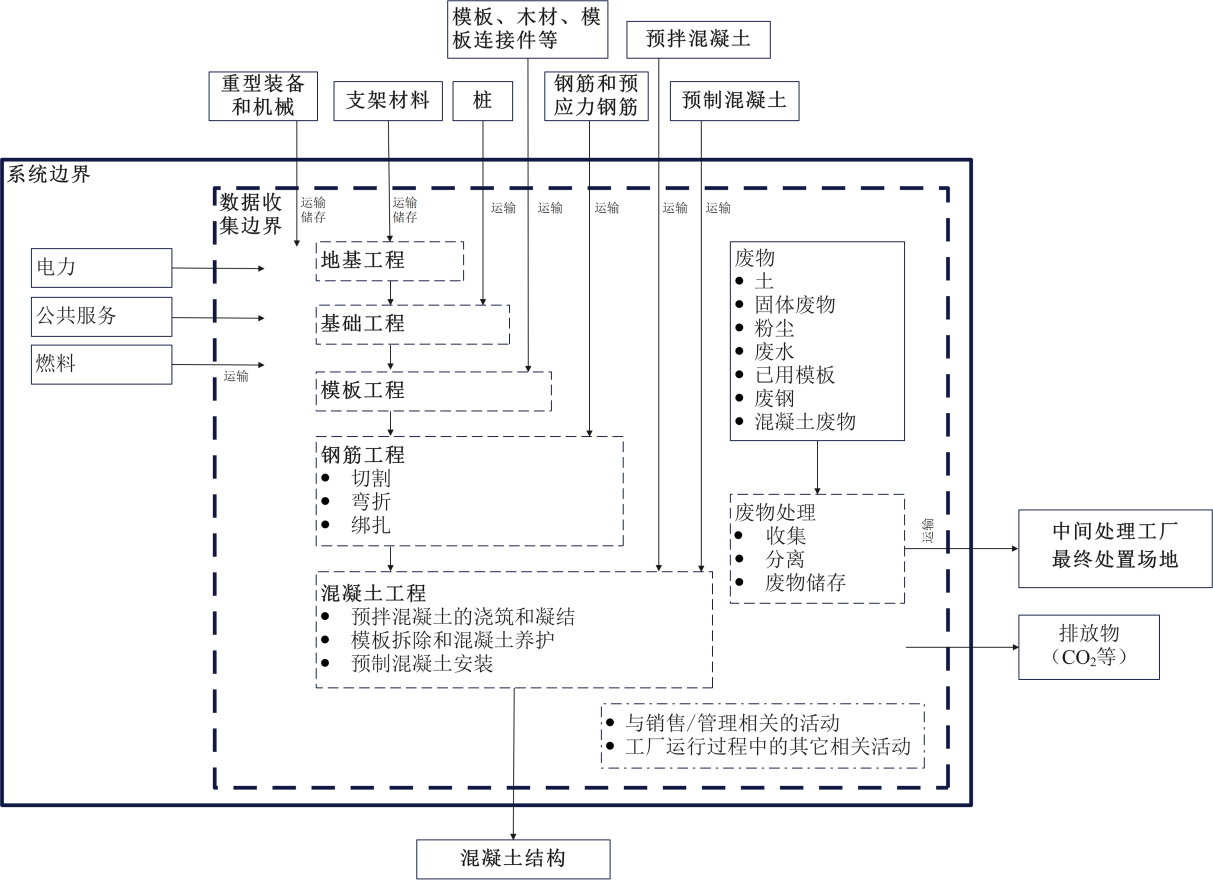 模板、木材、模
板连接件等
预拌混凝土
重型装备
和机械
支架材料
桩
钢筋和预
应力钢筋
预制混凝土
系统边界
数据收
集边界
运输
储存
运输
储存
运输
运输
运输
运输
运输
电力
公共服务
燃料
运输
地基工程
基础工程
模板工程
钢筋工程
● 切割
● 弯折
● 绑扎
混凝土工程
● 预拌混凝土的浇筑和凝结
● 模板拆除和混凝土养护
● 预制混凝土安装
废物
● 土
● 固体废物
● 粉尘
● 废水
● 已用模板
● 废钢
● 混凝土废物
废物处理
● 收集
● 分离
● 废物储存
运输
中间处理工厂
最终处置场地
排放物
（CO₂等）
● 与销售/管理相关的活动
● 工厂运行过程中的其它相关活动
混凝土结构